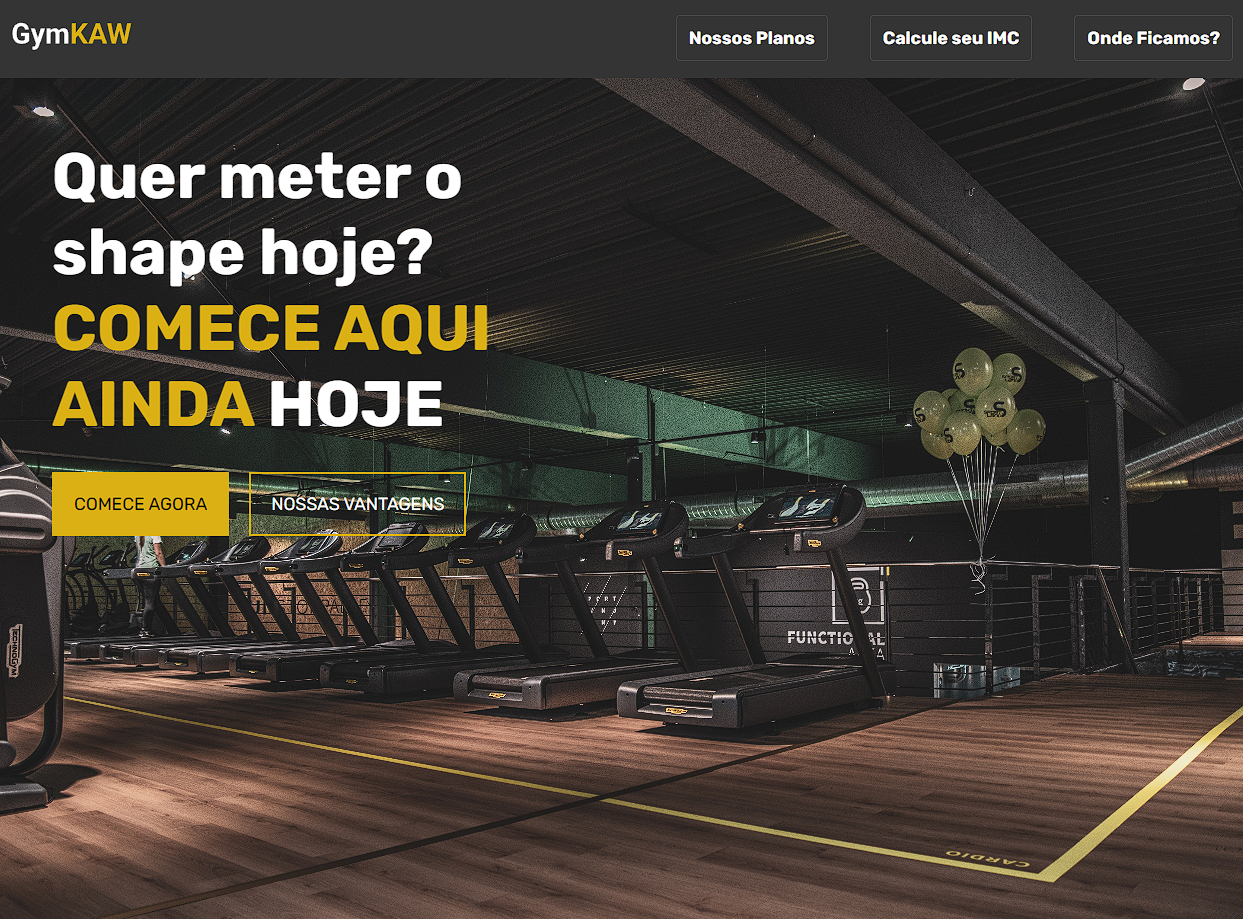 GymKAW
Nossos Planos
Calcule seu IMC
Onde Ficamos?
Quer meter o
shape hoje?
COMECE AQUI
AINDA HOJE
COMECE AGORA
NOSSAS VANTAGENS
FUNCTIONAL
CARDIO